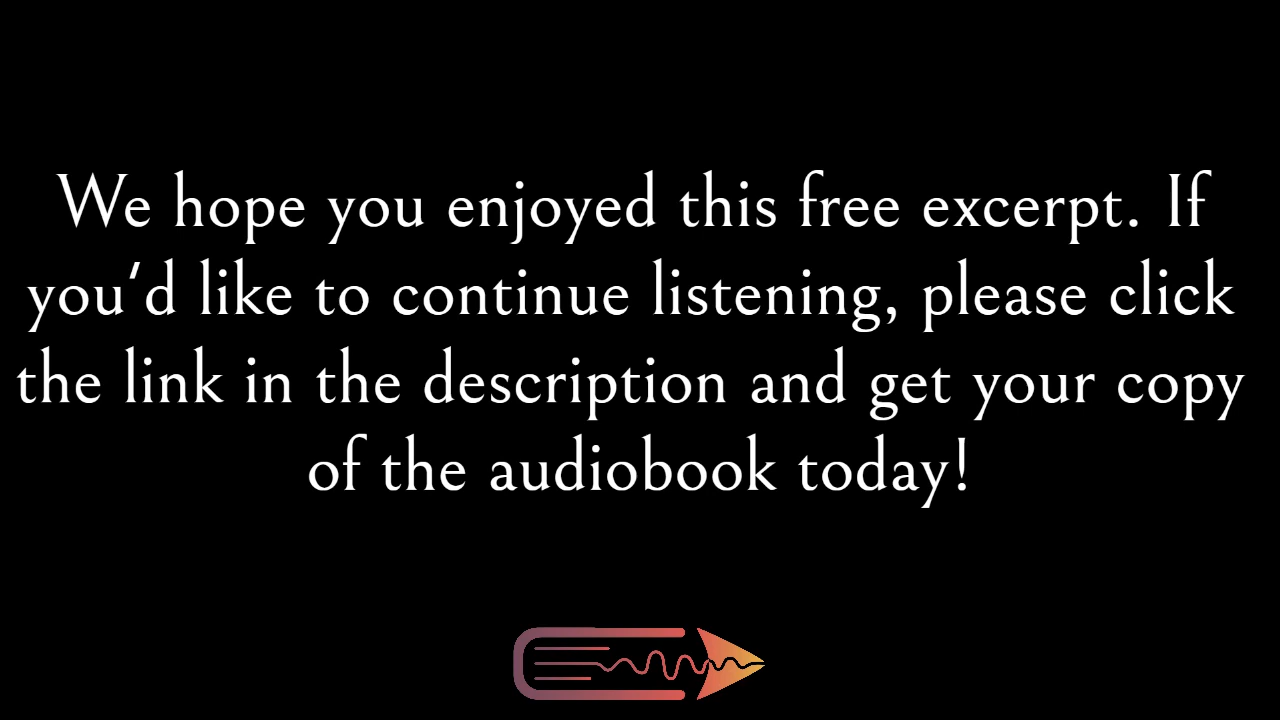 We hope you enjoyed this free excerpt. If
you'd like to continue listening, please click
the link in the description and get your copy
of the audiobook today!